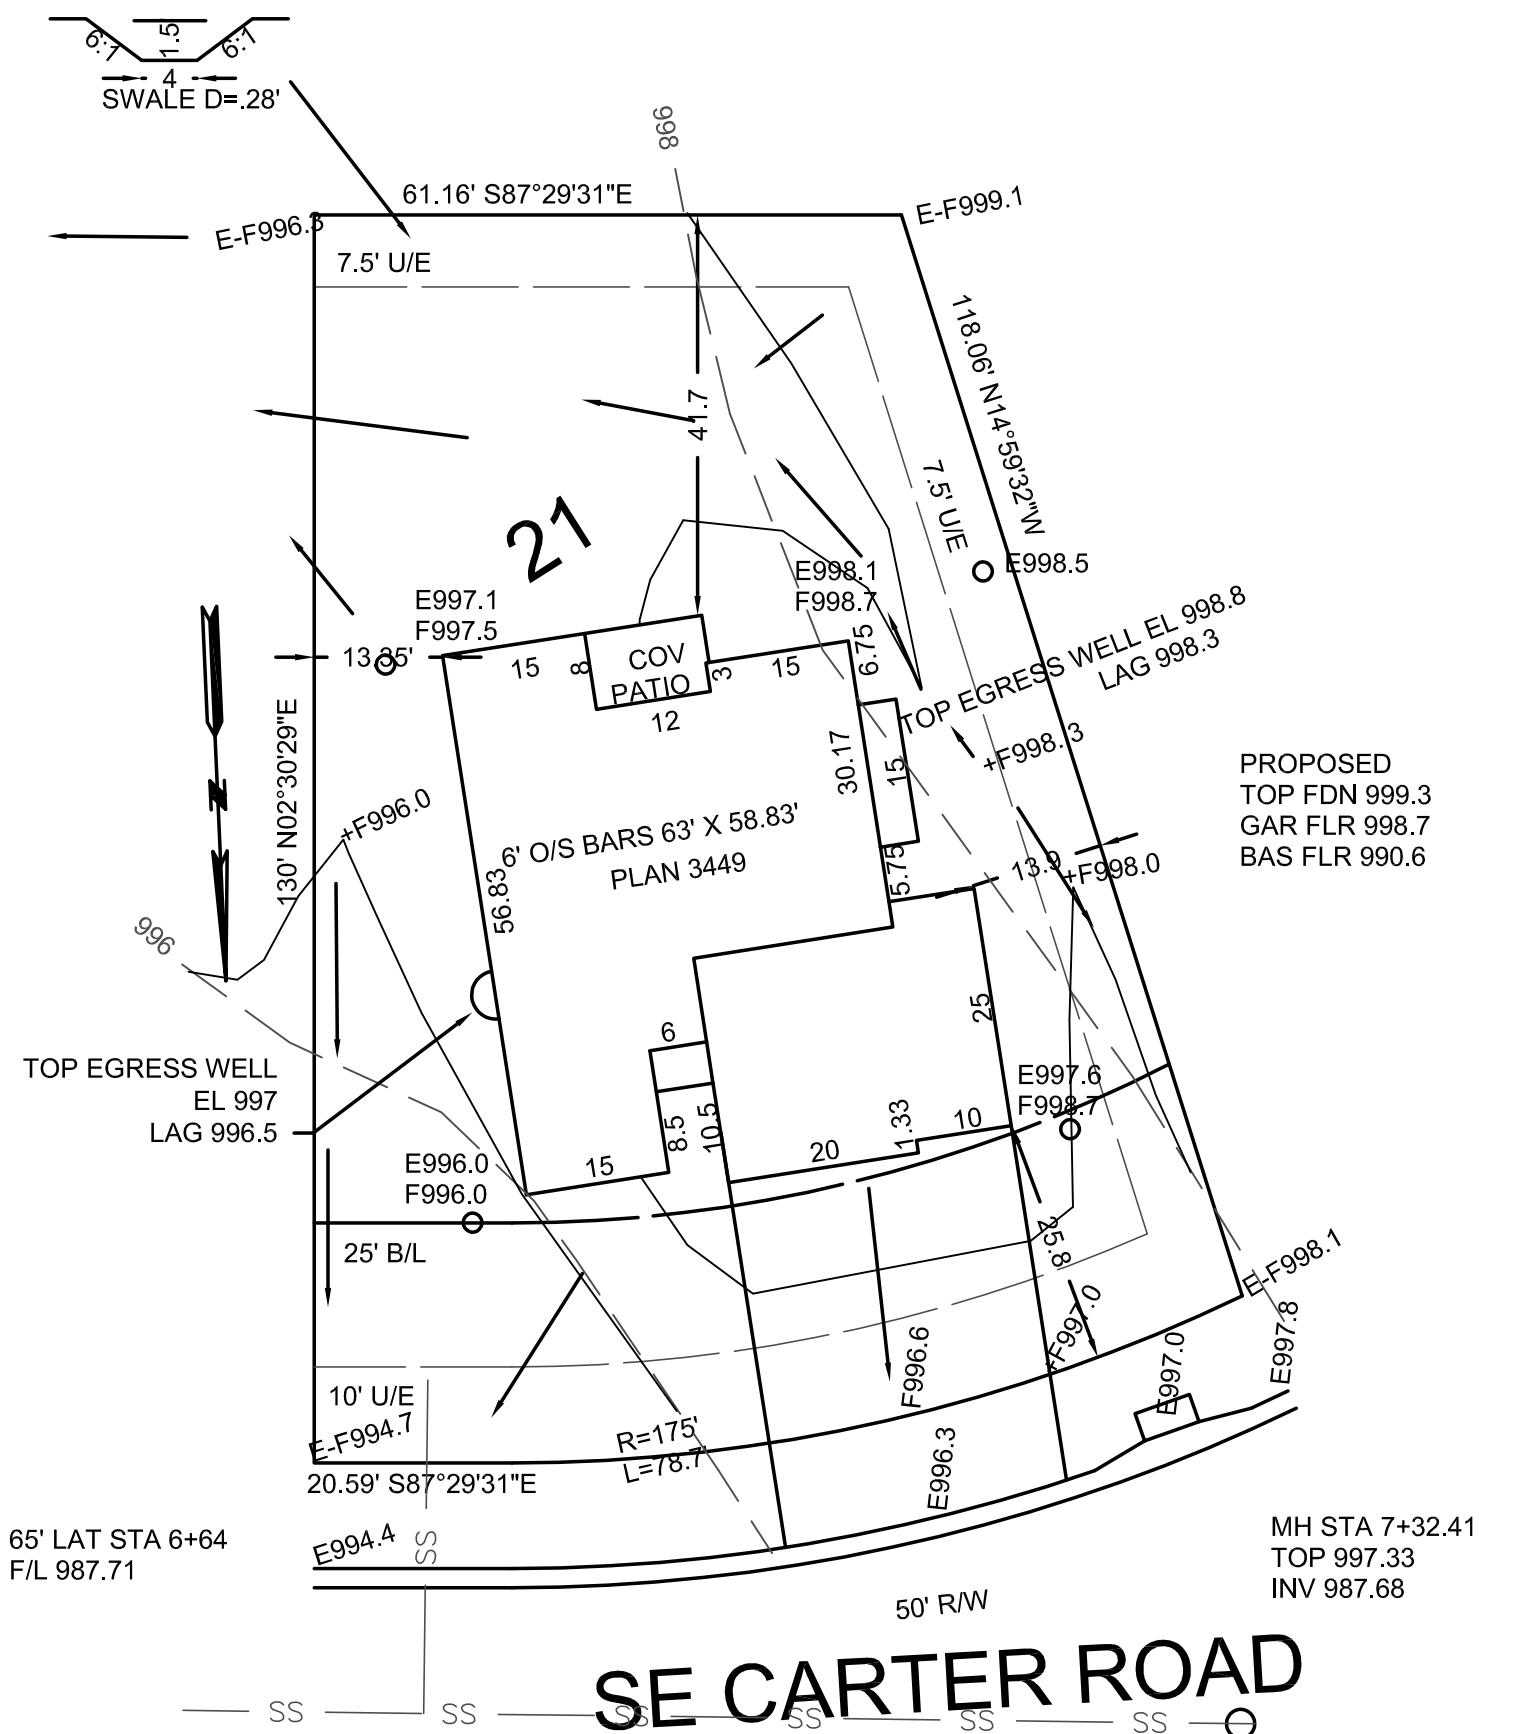 6:1
1.5
6:1
4
SWALE D=.28'
998
61.16' S87°29'31"E
E-F999.1
E-F996.3
7.5' U/E
118.06' N14°59'32"W
41.7
7.5' U/E
21
E998.5
E998.1
F998.7
E997.1
F997.5
13.35'
15
8
COV
PATIO
12
3
15
6.75
TOP EGRESS WELL EL 998.8
LAG 998.3
130' N02°30'29"E
N
30.17
15
+F998.3
PROPOSED
TOP FDN 999.3
GAR FLR 998.7
BAS FLR 990.6
+F996.0
6' O/S BARS 63' X 58.83'
PLAN 3449
56.83
5.75
13.9
+F998.0
996
25
6
TOP EGRESS WELL
EL 997
LAG 996.5
E997.6
F998.7
8.5
10.5
1.33
10
20
15
E996.0
F996.0
25' B/L
25.8
E-F998.1
+F997.0
E997.8
F996.6
E997.0
10' U/E
E-F994.7
R=175'
L=78.7'
20.59' S87°29'31"E
E996.3
65' LAT STA 6+64
F/L 987.71
E994.4
SS
MH STA 7+32.41
TOP 997.33
INV 987.68
50' R/W
SE CARTER ROAD
SS
SS
SS
SS
SS
SS